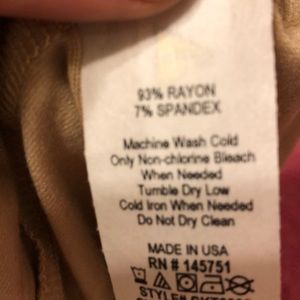 93% RAYON
7% SPANDEX
Machine Wash Cold
Only Non-chlorine Bleach
When Needed
Tumble Dry Low
Cold Iron When Needed
Do Not Dry Clean
MADE IN USA
RN # 145751
STYLE#